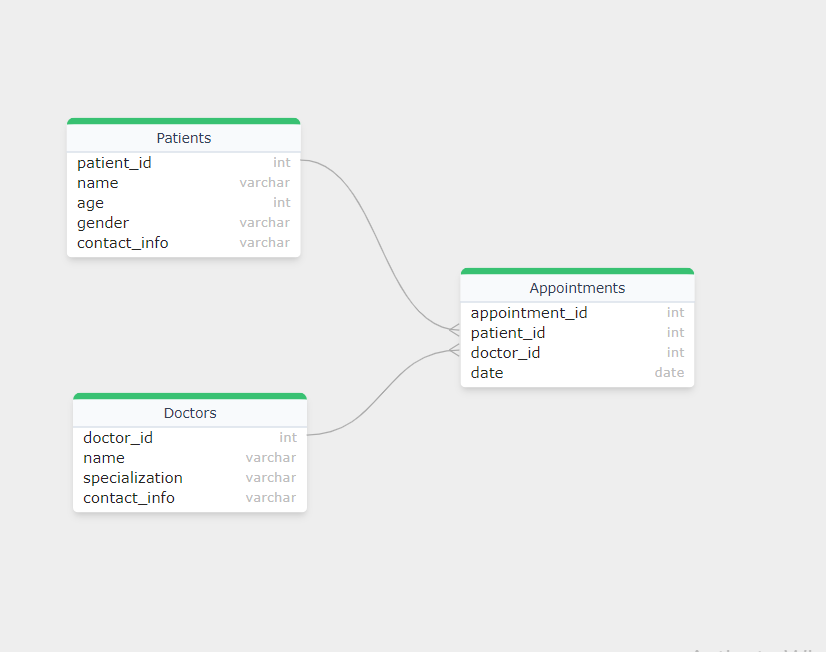 Patients
patient_id int
name varchar
age int
gender varchar
contact_info varchar
Appointments
appointment_id int
patient_id int
doctor_id int
date date
Doctors
doctor_id int
name varchar
specialization varchar
contact_info varchar